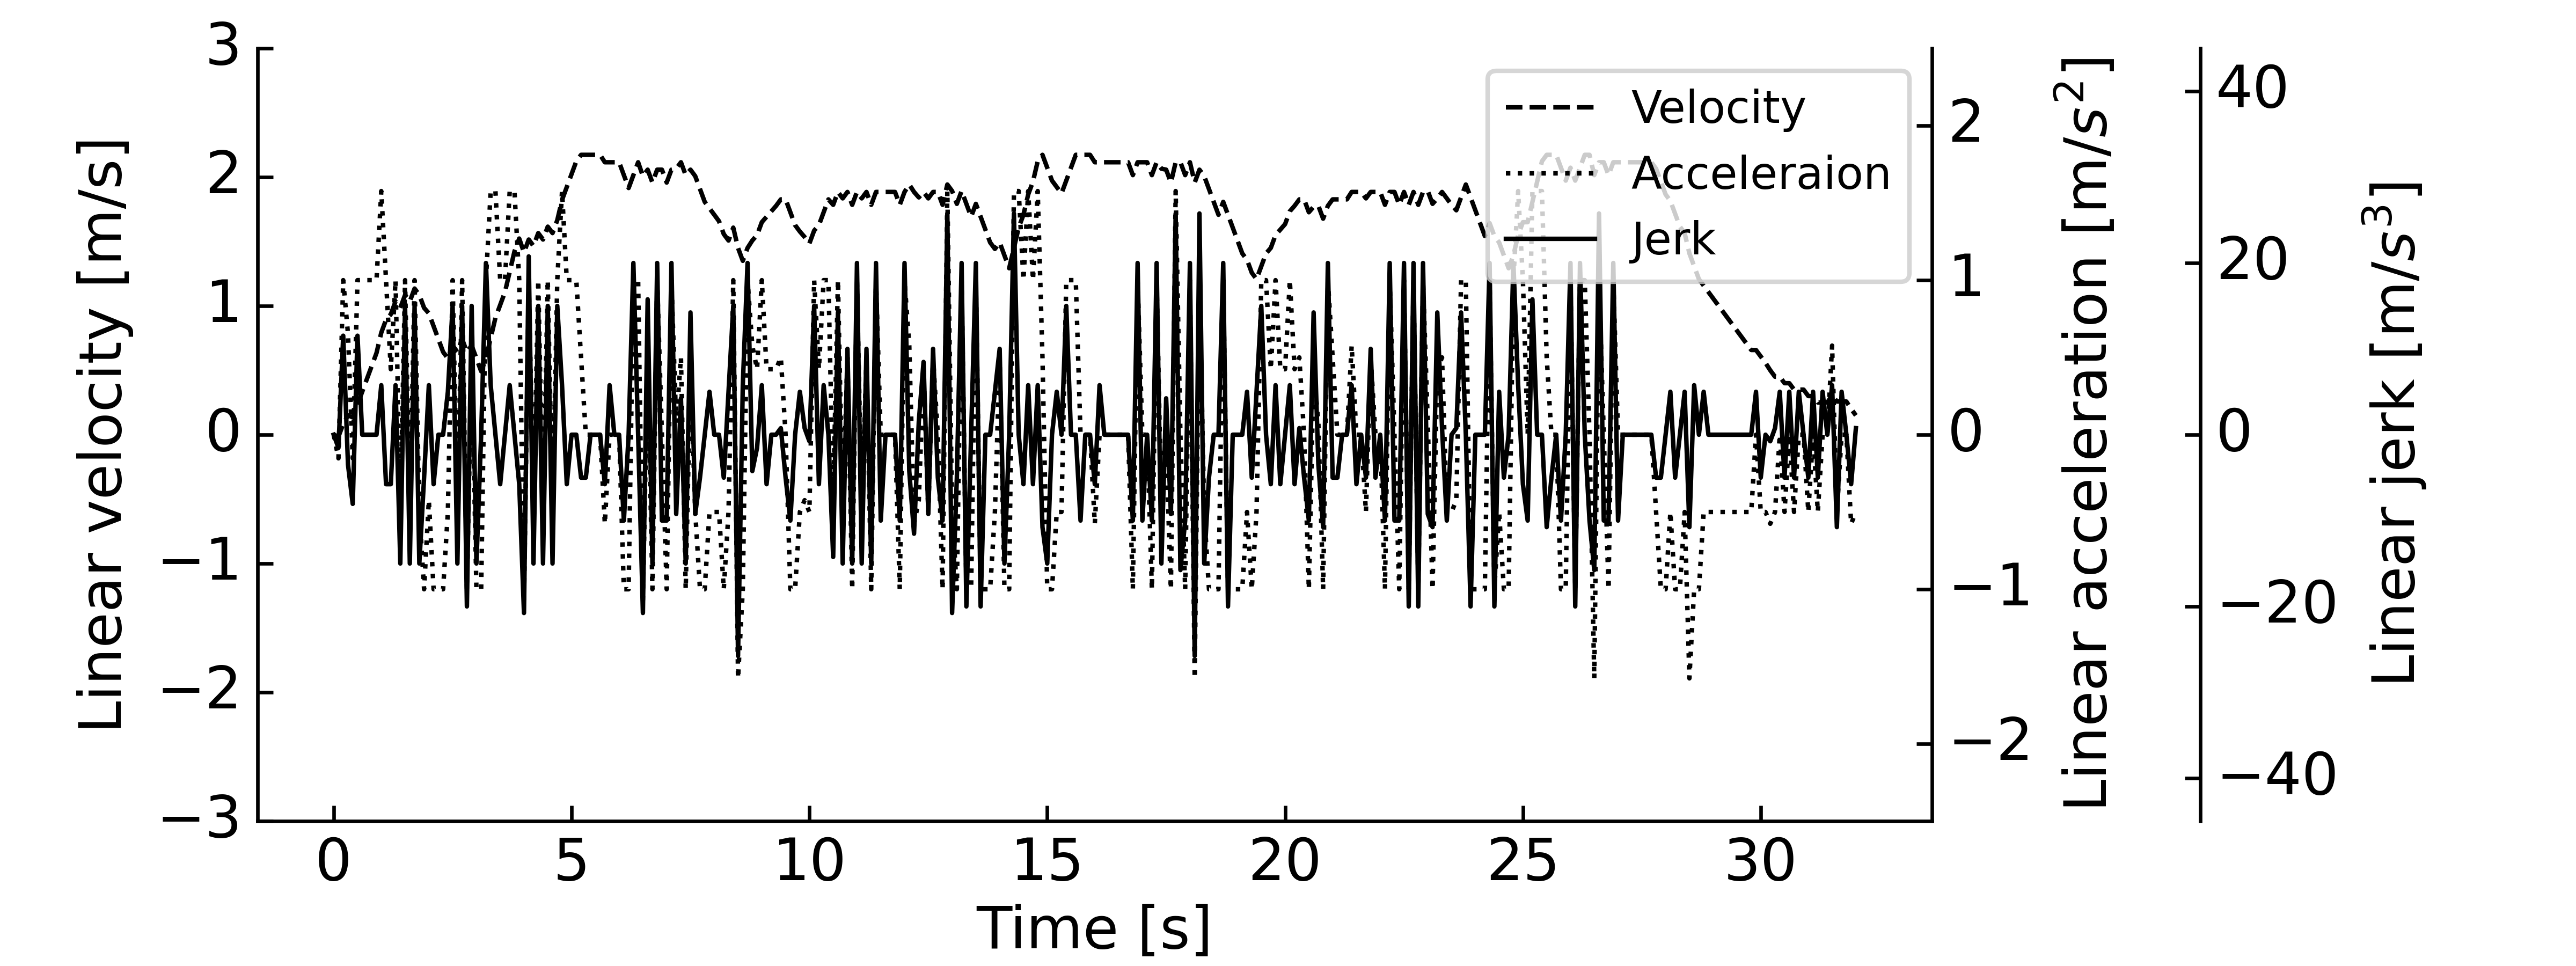 Linear velocity [m/s]
3
2
1
0
−1
−2
−3
0 5 10 15 20 25 30
Time [s]
Velocity
Acceleraion
Jerk
2
1
0
−1
−2
Linear acceleration [m/s²]
40
20
0
−20
−40
Linear jerk [m/s³]